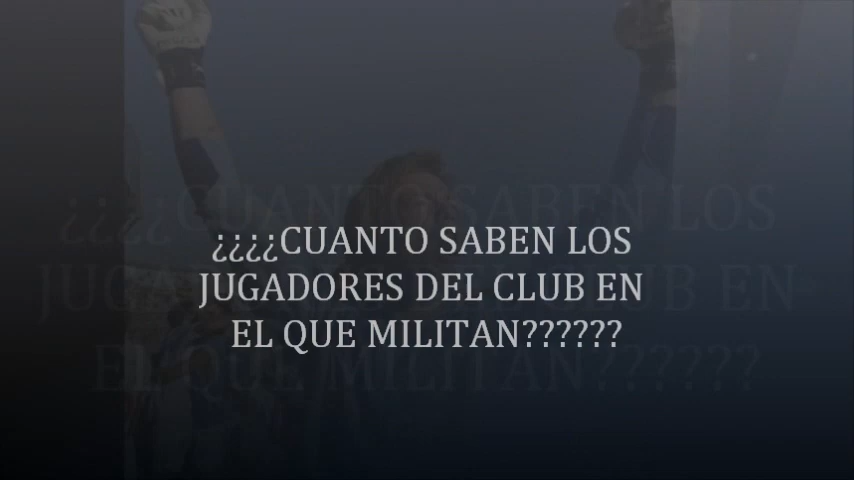 ¿¿¿¿CUANTO SABEN LOS
JUGADORES DEL CLUB EN
EL QUE MILITAN??????